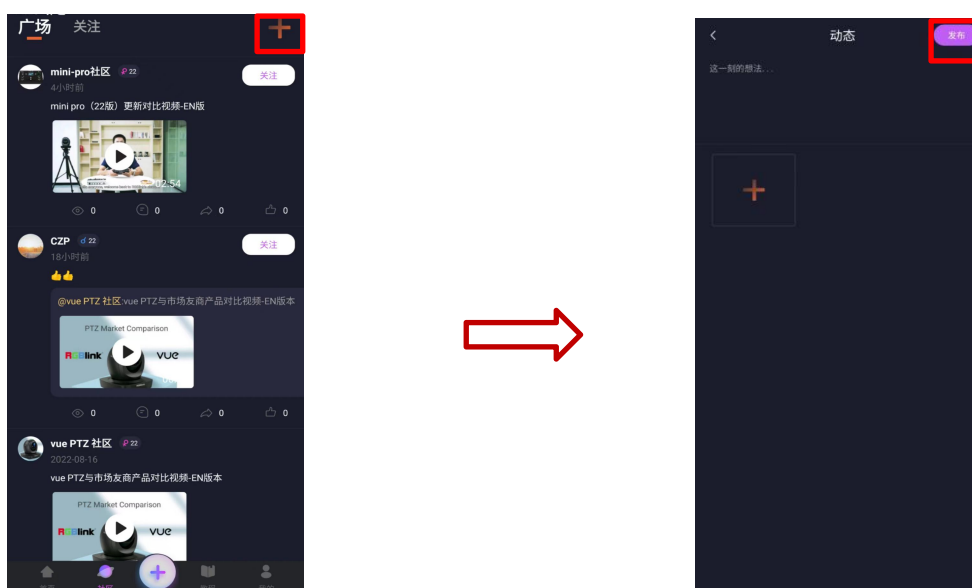 广场 关注
mini-pro社区 22
关注
4小时前
mini pro（22版）更新对比视频-EN版
02:54
0 0 0 0
CZP 22
关注
18小时前
👍👍
@vue PTZ 社区:vue PTZ与市场友商产品对比视频-EN版本
PTZ Market Comparison
RGBlink VUE
0 0 0 0
vue PTZ 社区 22
2022-08-16
vue PTZ与市场友商产品对比视频-EN版本
PTZ Market Comparison
RGBlink VUE
社区
动态 发布
这一刻的想法...